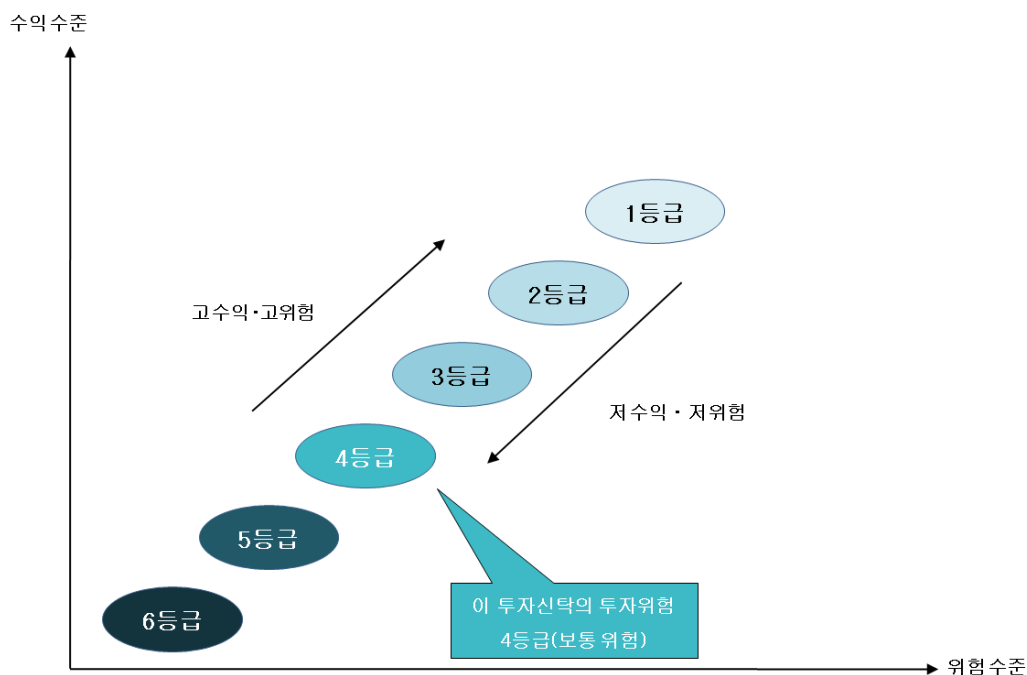 수익수준
1등급
2등급
고수익·고위험
3등급
저수익 · 저위험
4등급
5등급
이 투자신탁의 투자위험
4등급(보통 위험)
6등급
위험수준